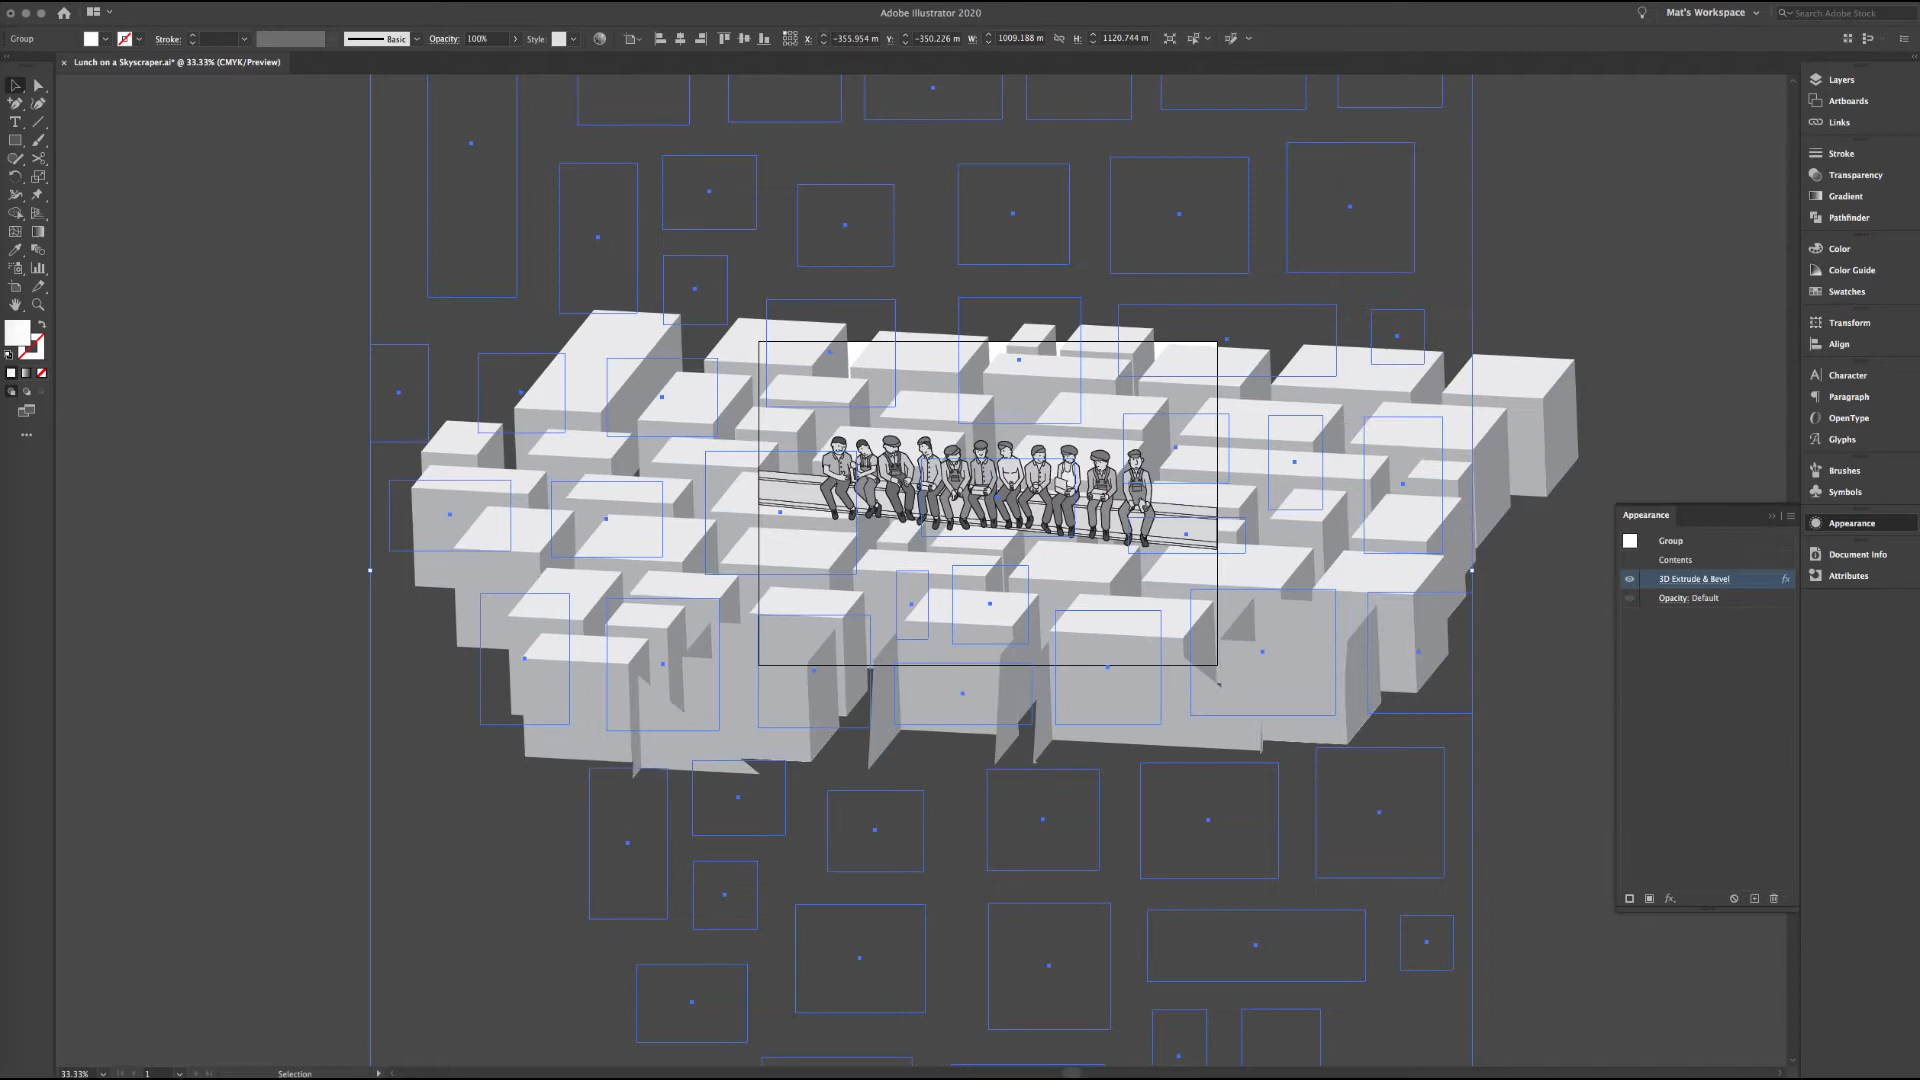 Adobe Illustrator 2020
Mat's Workspace
Search Adobe Stock
Group
Stroke:
Basic
Opacity:
100%
Style
X:
-355.954 m
Y:
-350.226 m
W:
1009.188 m
H:
1120.744 m
× Lunch on a Skyscraper.ai* @ 33.33% (CMYK/Preview)
Layers
Artboards
Links
Stroke
Transparency
Gradient
Pathfinder
Color
Color Guide
Swatches
Transform
Align
Character
Paragraph
OpenType
Glyphs
Brushes
Symbols
Appearance
Document Info
Attributes
Appearance
Group
Contents
3D Extrude & Bevel
fx
Opacity: Default
fx
33.33%
1
Selection